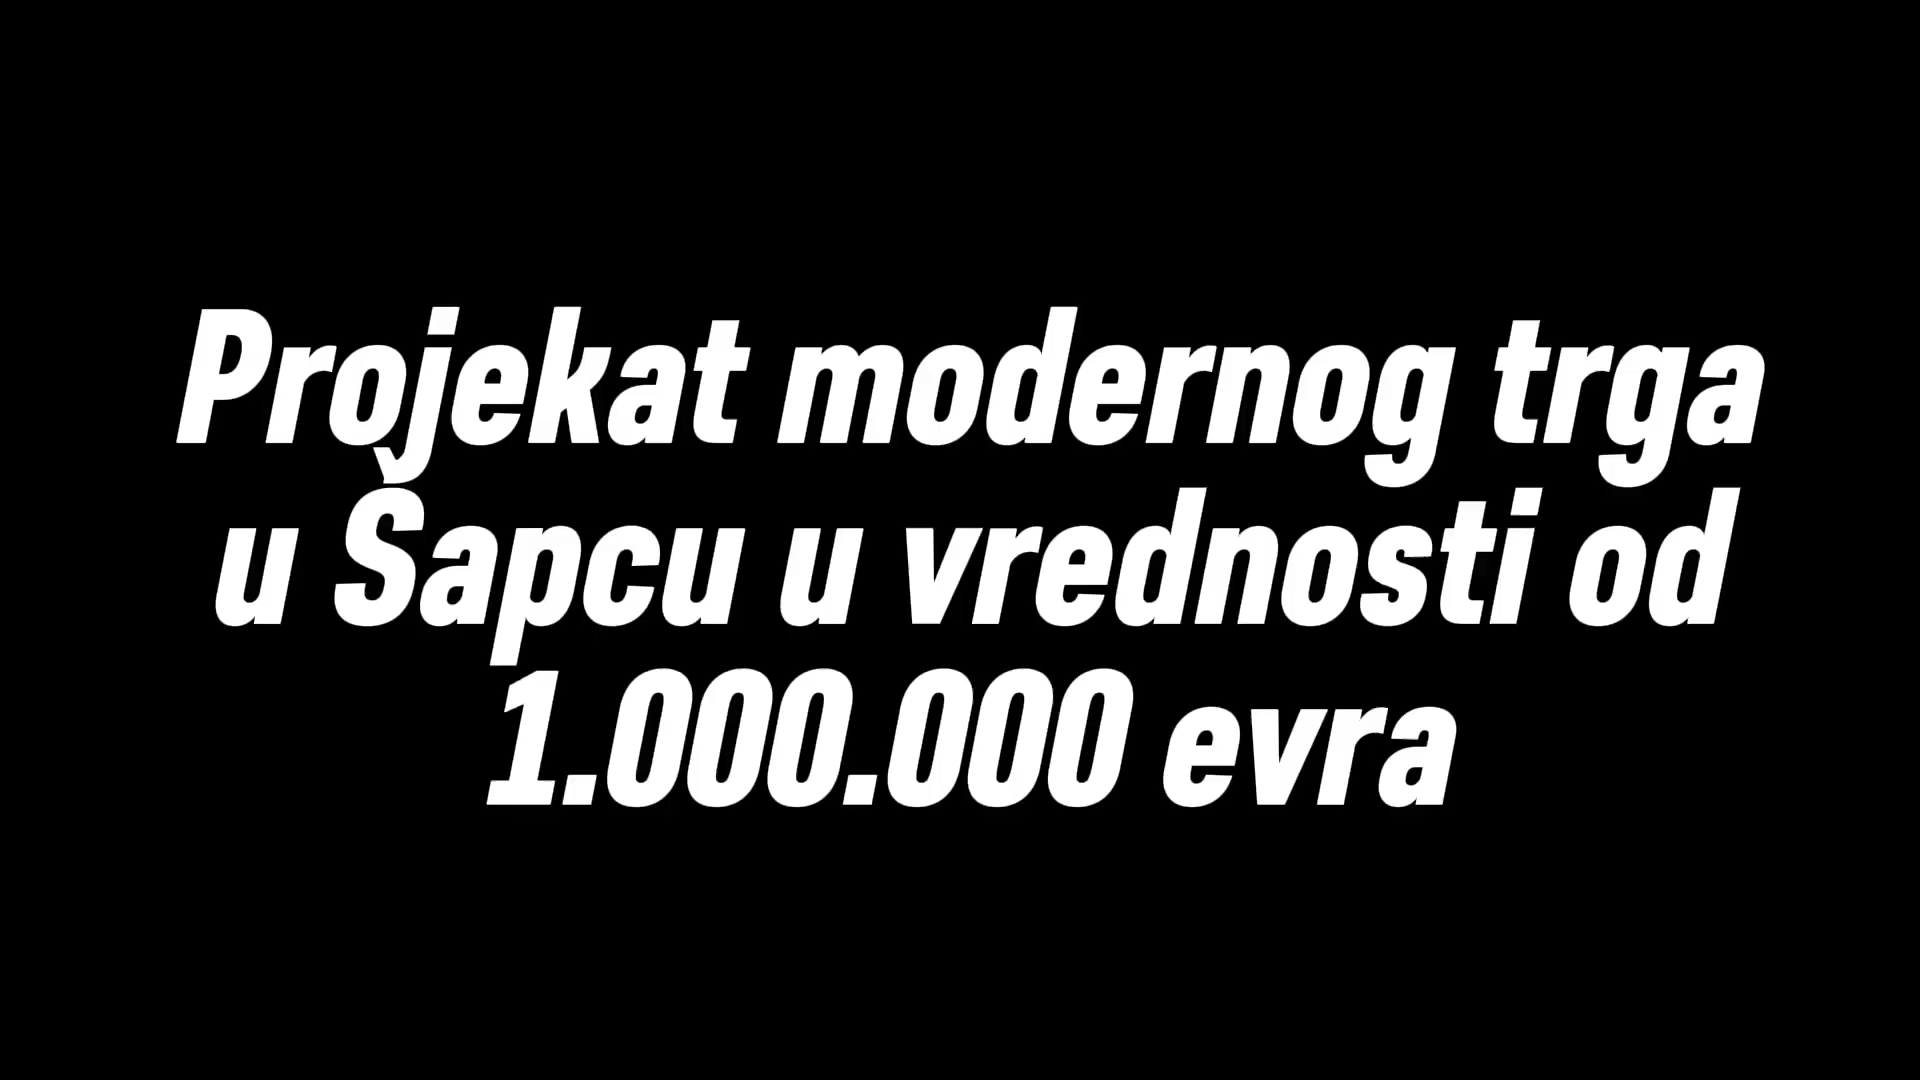 Projekat modernog trga
u Šapcu u vrednosti od
1.000.000 evra